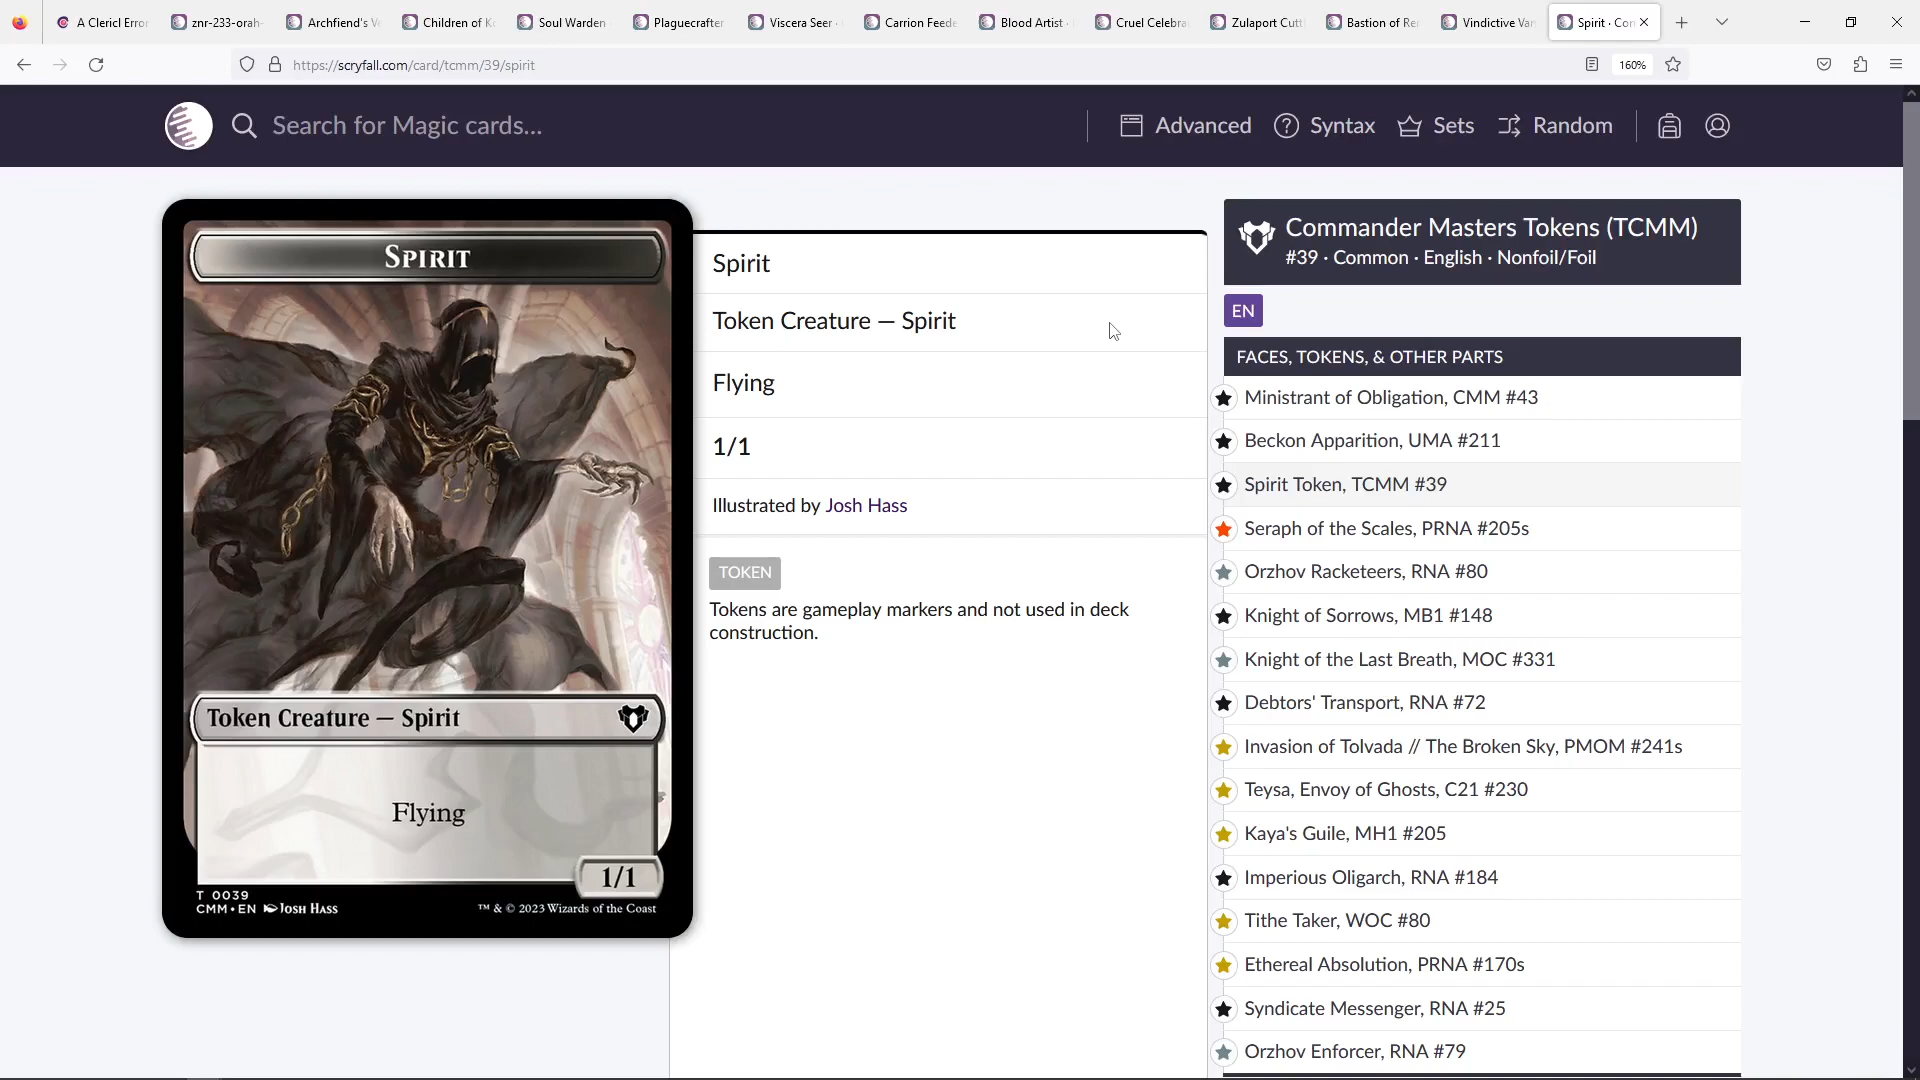 A Clericl Error
znr-233-orah-
Archfiend's Ve
Children of Ko
Soul Warden
Plaguecrafter
Viscera Seer ·
Carrion Feede
Blood Artist ·
Cruel Celebra
Zulaport Cutt
Bastion of Re
Vindictive Va
Spirit · Con
https://scryfall.com/card/tcmm/39/spirit
160%
Search for Magic cards...
Advanced
Syntax
Sets
Random
SPIRIT
Token Creature — Spirit
Flying
1/1
T 0039
CMM • EN JOSH HASS
™ & © 2023 Wizards of the Coast
Spirit
Token Creature — Spirit
Flying
1/1
Illustrated by Josh Hass
TOKEN
Tokens are gameplay markers and not used in deck
construction.
Commander Masters Tokens (TCMM)
#39 · Common · English · Nonfoil/Foil
EN
FACES, TOKENS, & OTHER PARTS
Ministrant of Obligation, CMM #43
Beckon Apparition, UMA #211
Spirit Token, TCMM #39
Seraph of the Scales, PRNA #205s
Orzhov Racketeers, RNA #80
Knight of Sorrows, MB1 #148
Knight of the Last Breath, MOC #331
Debtors' Transport, RNA #72
Invasion of Tolvada // The Broken Sky, PMOM #241s
Teysa, Envoy of Ghosts, C21 #230
Kaya's Guile, MH1 #205
Imperious Oligarch, RNA #184
Tithe Taker, WOC #80
Ethereal Absolution, PRNA #170s
Syndicate Messenger, RNA #25
Orzhov Enforcer, RNA #79